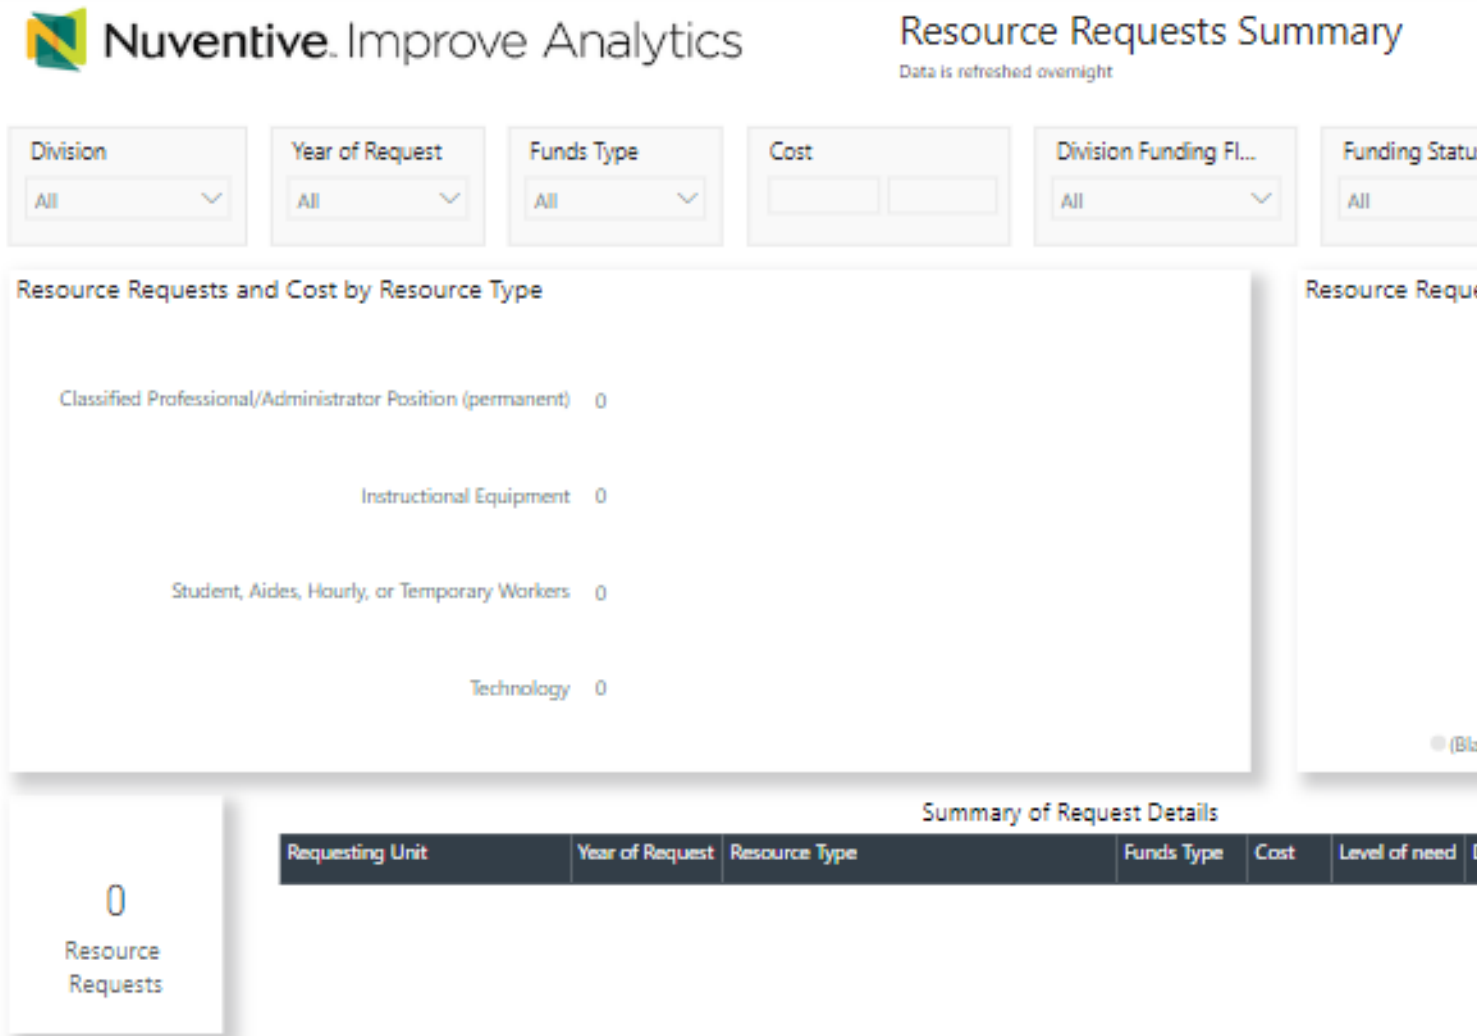 Nuventive. Improve Analytics
Resource Requests Summary
Data is refreshed overnight
Division
Year of Request
Funds Type
Cost
Division Funding Fl...
Funding Statu
All
All
All
All
All
Resource Requests and Cost by Resource Type
Resource Reque
Classified Professional/Administrator Position (permanent) 0
Instructional Equipment 0
Student, Aides, Hourly, or Temporary Workers 0
Technology 0
(Bla
Summary of Request Details
Requesting Unit
Year of Request
Resource Type
Funds Type
Cost
Level of need
0
Resource
Requests